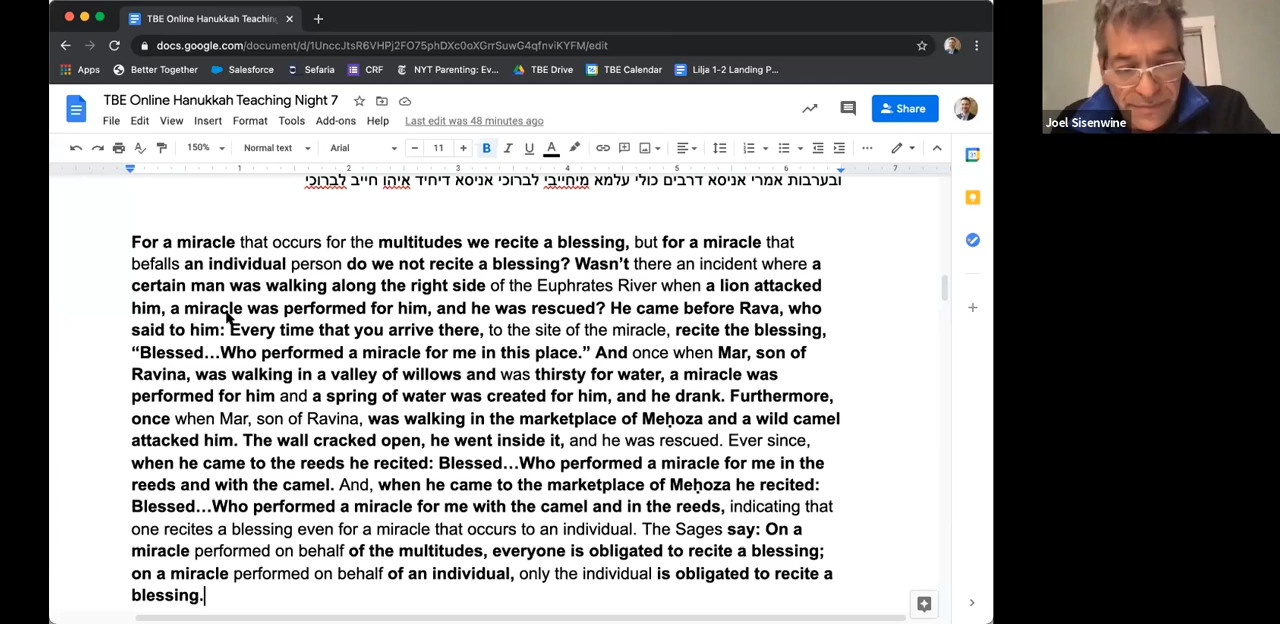 TBE Online Hanukkah Teaching
docs.google.com/document/d/1UnccJtsR6VHPj2FO75phDXc0oXGrrSuwG4qfnviKYFM/edit
Apps Better Together Salesforce Sefaria CRF NYT Parenting: Ev... TBE Drive TBE Calendar Lilja 1-2 Landing P...
TBE Online Hanukkah Teaching Night 7
Share
File Edit View Insert Format Tools Add-ons Help Last edit was 48 minutes ago
150% Normal text Arial 11 B I U A
1 2 3 4 5 6 7
ובערבות אמרי אניסא דרבים כולי עלמא מיחייבי לברוכי אניסא דיחיד איהו חייב לברוכי
For a miracle that occurs for the multitudes we recite a blessing, but for a miracle that
befalls an individual person do we not recite a blessing? Wasn't there an incident where a
certain man was walking along the right side of the Euphrates River when a lion attacked
him, a miracle was performed for him, and he was rescued? He came before Rava, who
said to him: Every time that you arrive there, to the site of the miracle, recite the blessing,
“Blessed…Who performed a miracle for me in this place.” And once when Mar, son of
Ravina, was walking in a valley of willows and was thirsty for water, a miracle was
performed for him and a spring of water was created for him, and he drank. Furthermore,
once when Mar, son of Ravina, was walking in the marketplace of Meḥoza and a wild camel
attacked him. The wall cracked open, he went inside it, and he was rescued. Ever since,
when he came to the reeds he recited: Blessed…Who performed a miracle for me in the
reeds and with the camel. And, when he came to the marketplace of Meḥoza he recited:
Blessed…Who performed a miracle for me with the camel and in the reeds, indicating that
one recites a blessing even for a miracle that occurs to an individual. The Sages say: On a
miracle performed on behalf of the multitudes, everyone is obligated to recite a blessing;
on a miracle performed on behalf of an individual, only the individual is obligated to recite a
blessing.
Joel Sisenwine